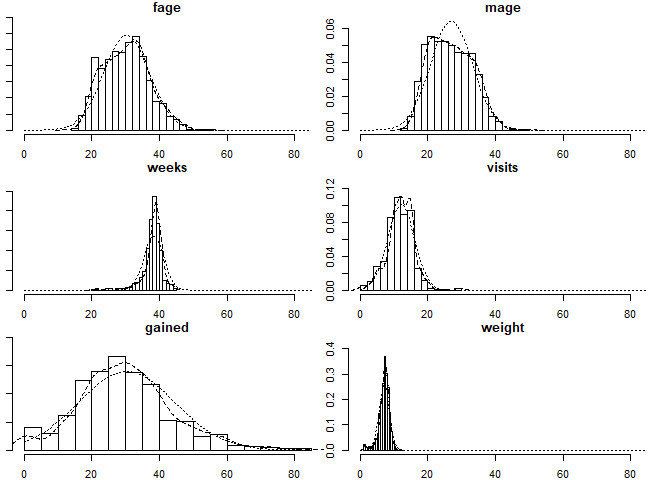 fage
0 20 40 60 80
mage
0.00 0.02 0.04 0.06
0 20 40 60 80
weeks
0 20 40 60 80
visits
0.00 0.04 0.08 0.12
0 20 40 60 80
gained
0 20 40 60 80
weight
0.0 0.1 0.2 0.3 0.4
0 20 40 60 80